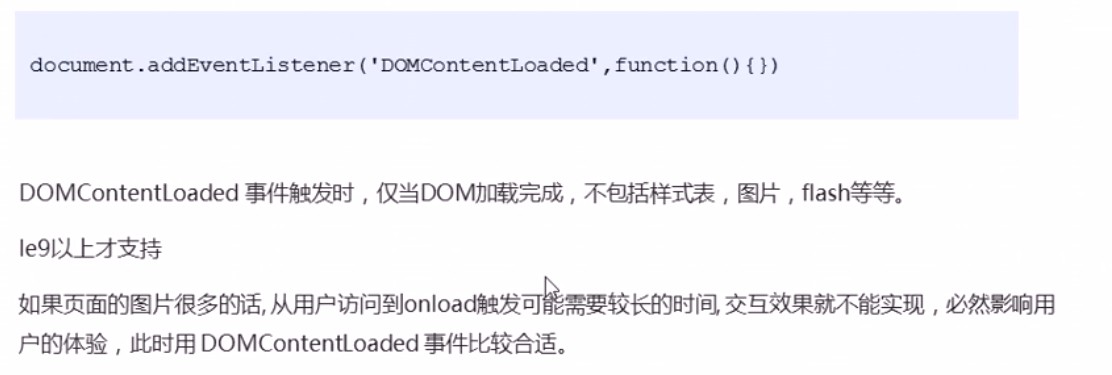 document.addEventListener('DOMContentLoaded',function(){})
DOMContentLoaded 事件触发时，仅当DOM加载完成，不包括样式表，图片，flash等等。
Ie9以上才支持
如果页面的图片很多的话, 从用户访问到onload触发可能需要较长的时间, 交互效果就不能实现，必然影响用
户的体验，此时用 DOMContentLoaded 事件比较合适。